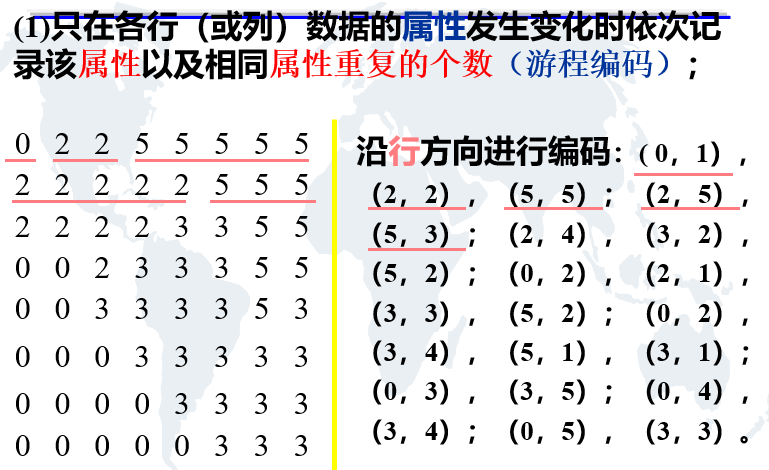 (1)只在各行（或列）数据的属性发生变化时依次记
录该属性以及相同属性重复的个数（游程编码）；
0 2 2 5 5 5 5 5
2 2 2 2 2 5 5 5
2 2 2 2 3 3 5 5
0 0 2 3 3 3 5 5
0 0 3 3 3 3 5 3
0 0 0 3 3 3 3 3
0 0 0 0 3 3 3 3
0 0 0 0 0 3 3 3
沿行方向进行编码：( 0，1），
（2，2），（5，5）；（2，5），
（5，3）；（2，4），（3，2），
（5，2）；（0，2），（2，1），
（3，3），（5，2）；（0，2），
（3，4），（5，1），（3，1）；
（0，3），（3，5）；（0，4），
（3，4）；（0，5），（3，3）。